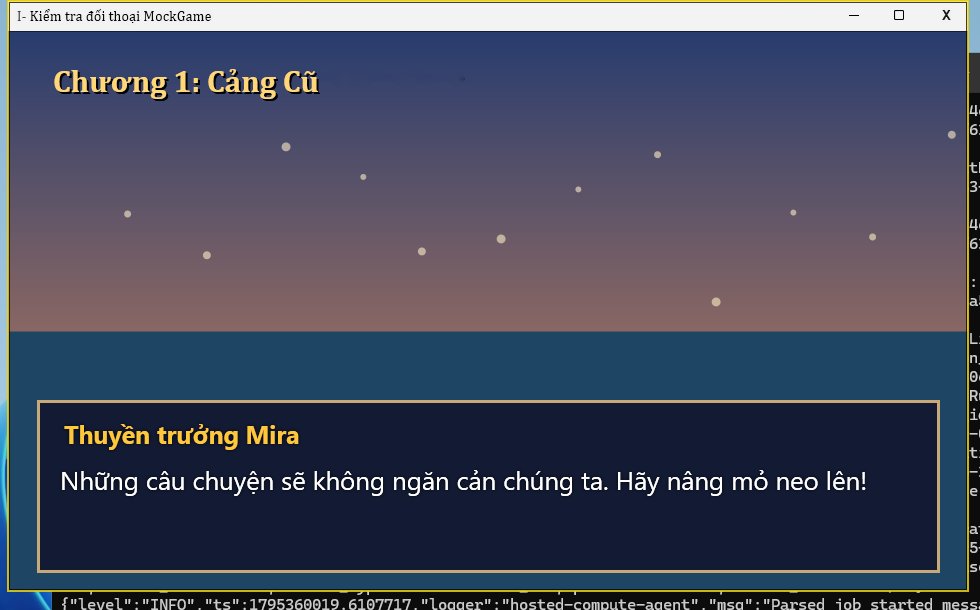 I- Kiểm tra đối thoại MockGame
Chương 1: Cảng Cũ
Thuyền trưởng Mira
Những câu chuyện sẽ không ngăn cản chúng ta. Hãy nâng mỏ neo lên!
{"level":"INFO","ts":1795360019.6107717,"logger":"hosted-compute-agent","msg":"Parsed job started